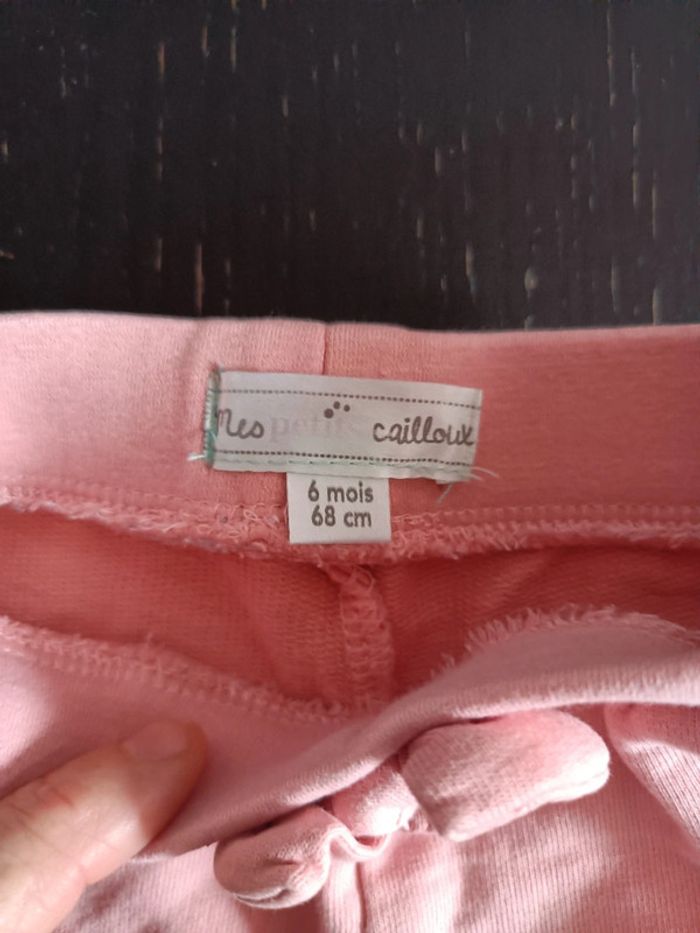 mes petits cailloux
6 mois
68 cm